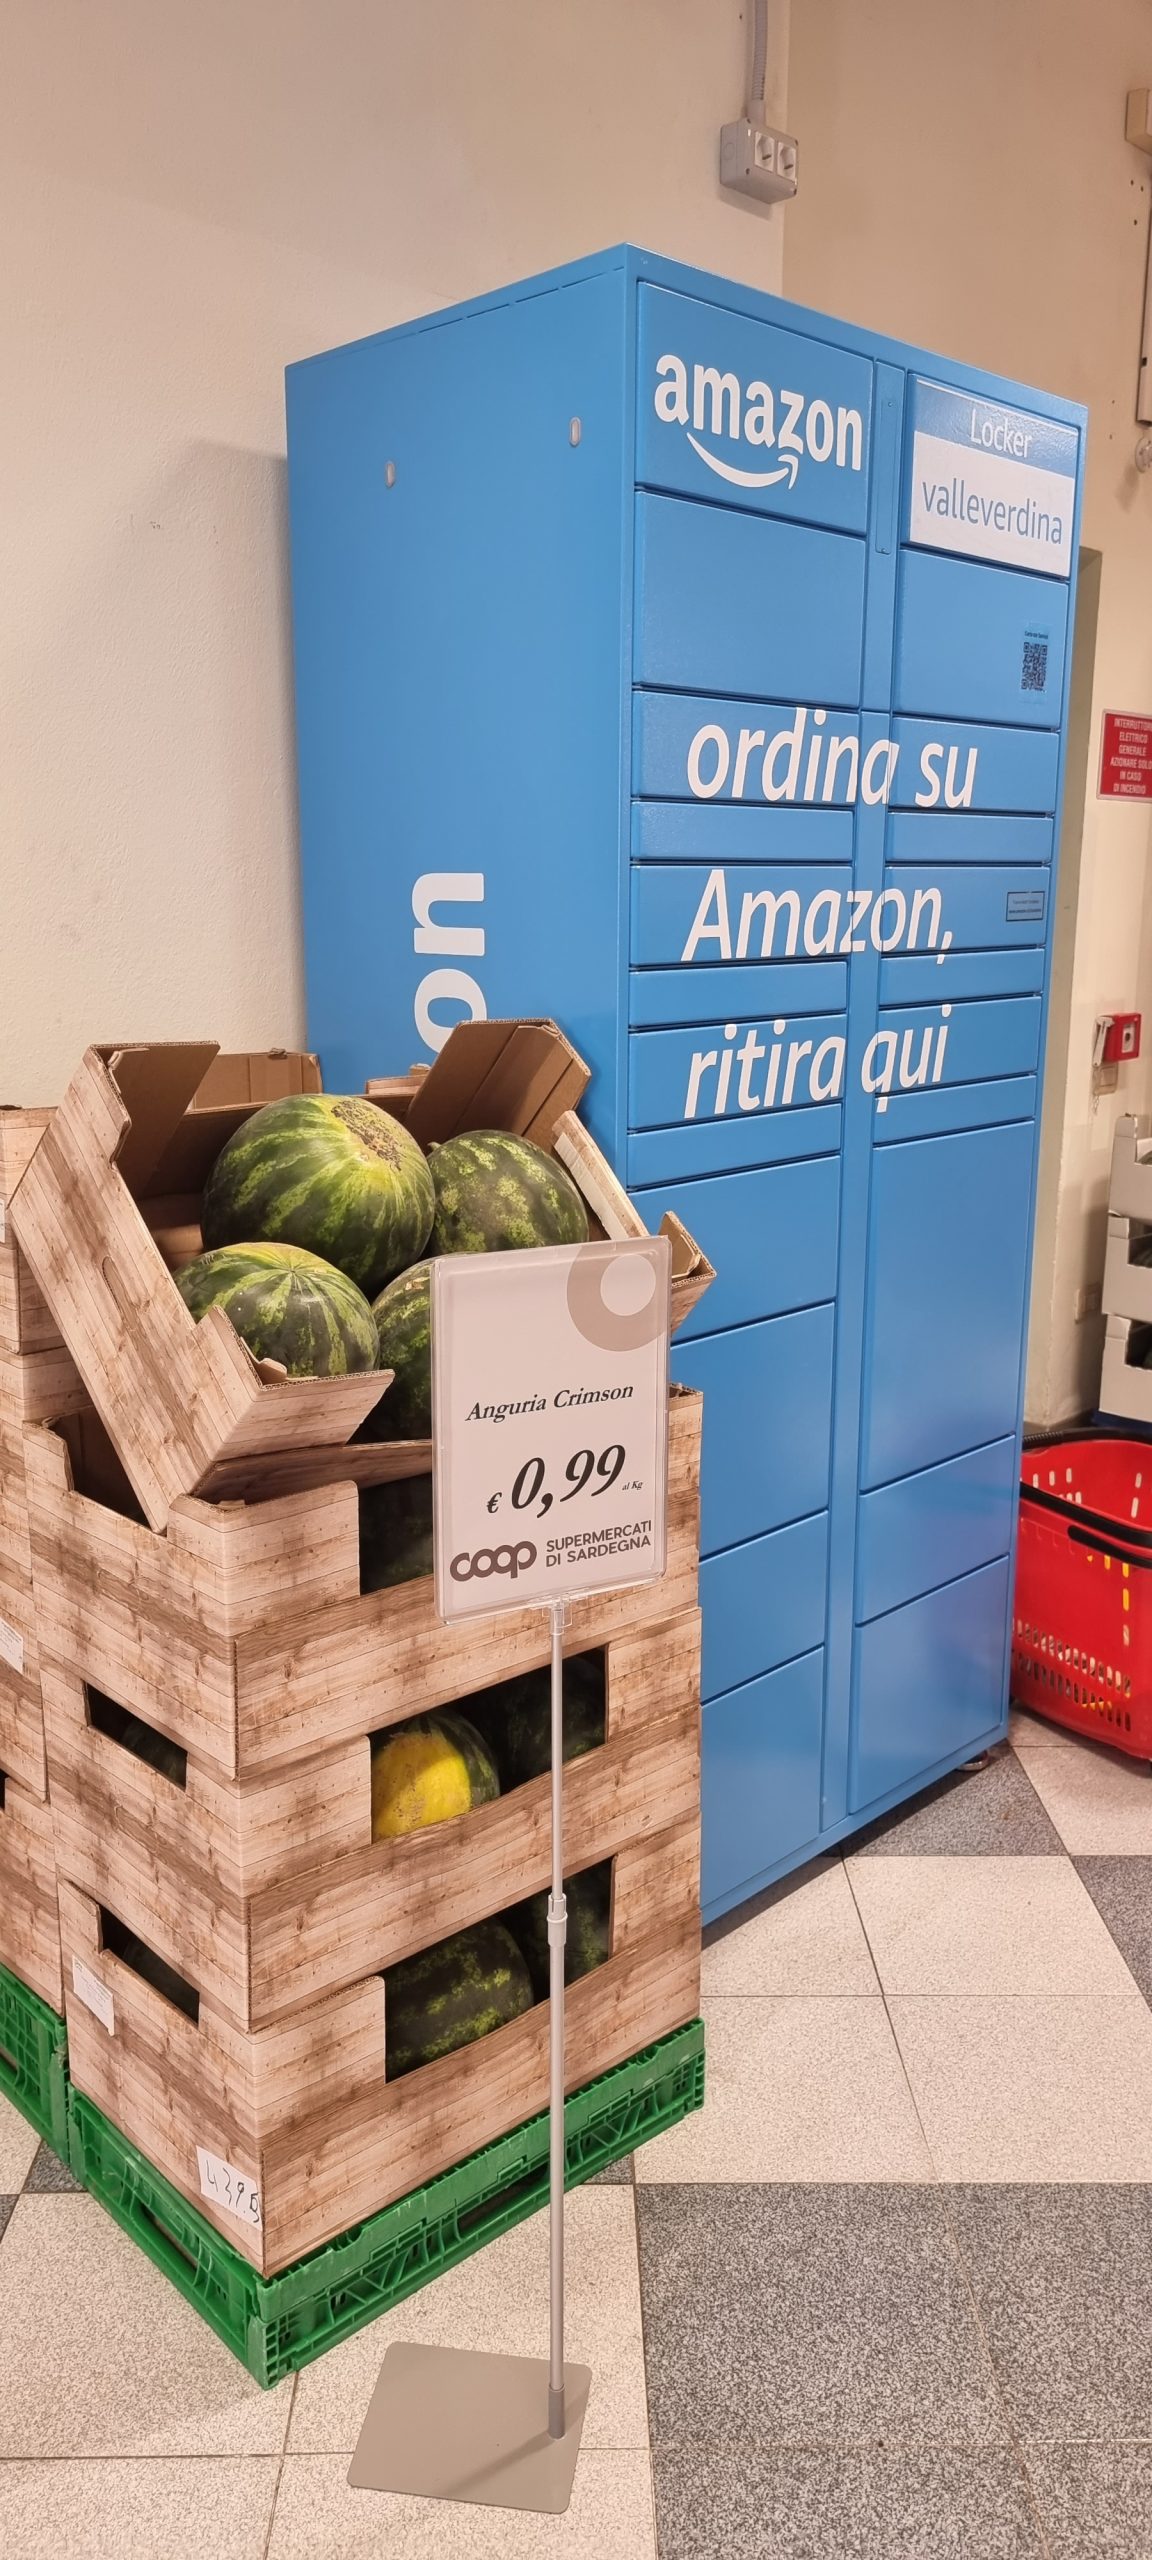 amazon
Locker
valleverdina
ordina su
Amazon,
ritira qui
on
INTERRUTTORE
ELETTRICO
GENERALE
AZIONARE SOLO
IN CASO
DI INCENDIO
Anguria Crimson
€ 0,99 al Kg
coop SUPERMERCATI
DI SARDEGNA